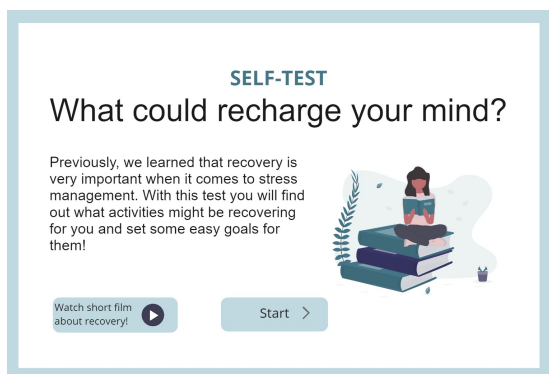 SELF-TEST
What could recharge your mind?
Previously, we learned that recovery is
very important when it comes to stress
management. With this test you will find
out what activities might be recovering
for you and set some easy goals for
them!
Watch short film
about recovery!
Start